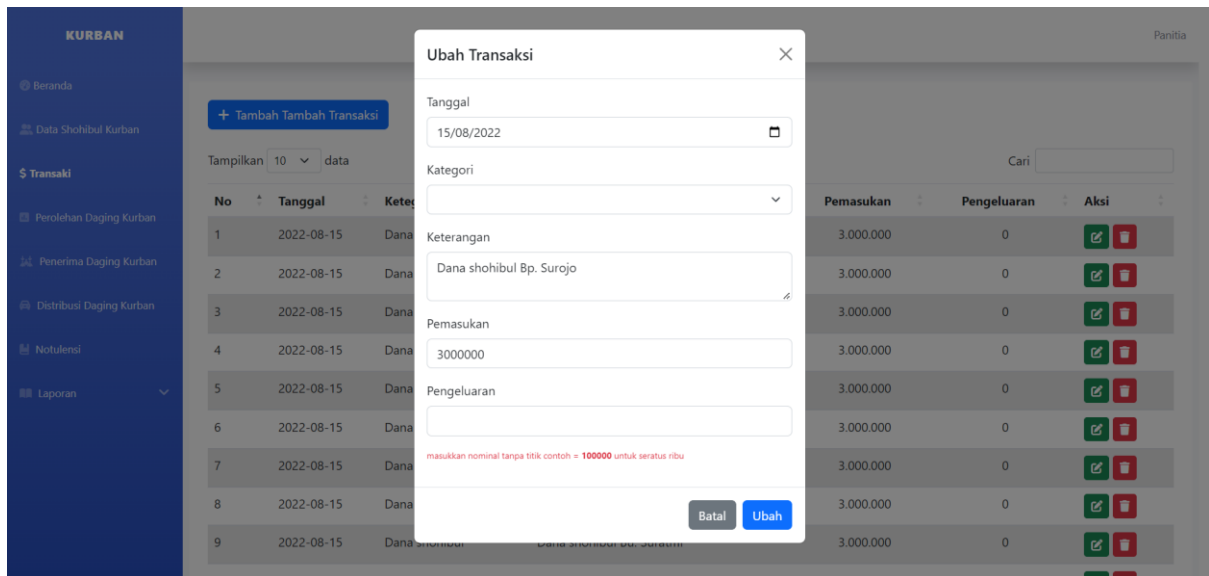 KURBAN
Panitia
Beranda
Data Shohibul Kurban
$ Transaki
Perolehan Daging Kurban
Penerima Daging Kurban
Distribusi Daging Kurban
Notulensi
Laporan
+ Tambah Tambah Transaksi
Tampilkan 10 data
Cari
No Tanggal Pemasukan Pengeluaran Aksi
1 2022-08-15 Dana 3.000.000 0
2 2022-08-15 Dana 3.000.000 0
3 2022-08-15 Dana 3.000.000 0
4 2022-08-15 Dana 3.000.000 0
5 2022-08-15 Dana 3.000.000 0
6 2022-08-15 Dana 3.000.000 0
7 2022-08-15 Dana 3.000.000 0
8 2022-08-15 Dana 3.000.000 0
9 2022-08-15 Dana shohibul Dana shohibul Bu. Suratmi 3.000.000 0
Ubah Transaksi
Tanggal
15/08/2022
Kategori
Keterangan
Dana shohibul Bp. Surojo
Pemasukan
3000000
Pengeluaran
masukkan nominal tanpa titik contoh = 100000 untuk seratus ribu
Batal Ubah